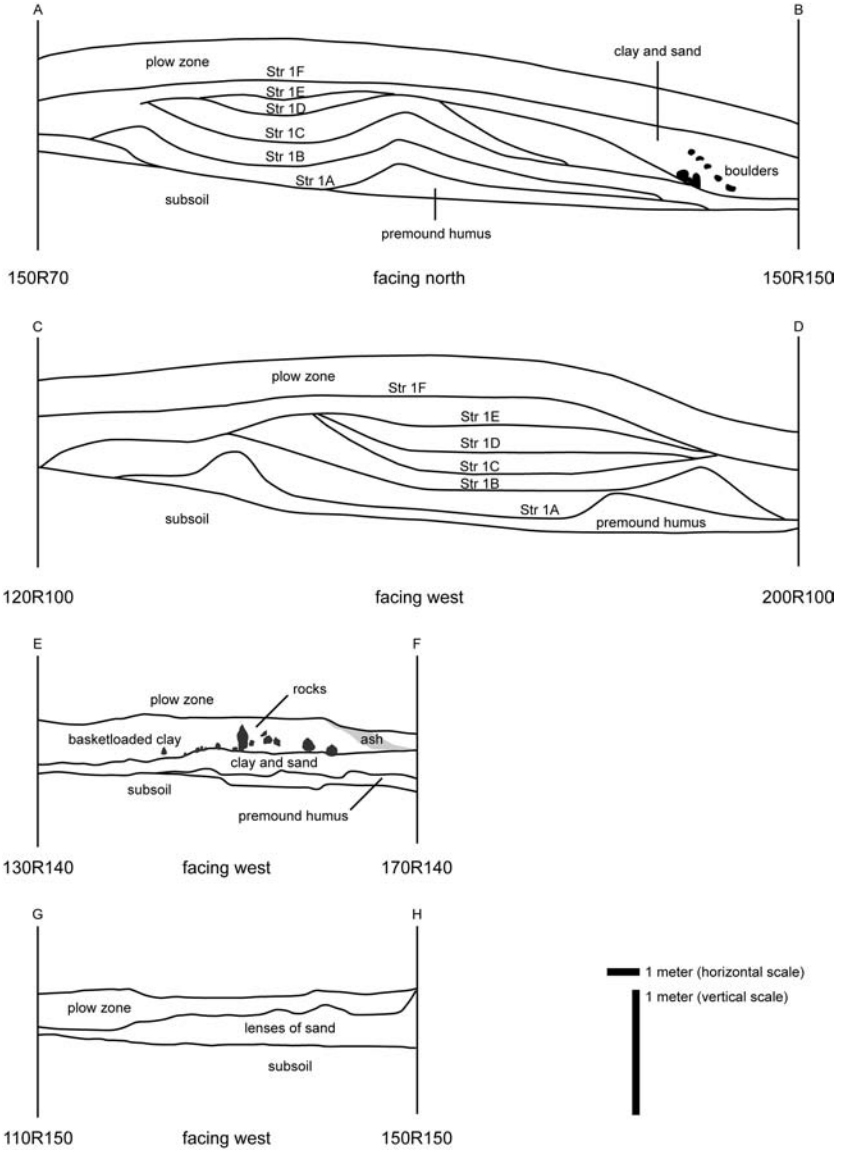 A
B
clay and sand
plow zone
Str 1F
Str 1E
Str 1D
Str 1C
Str 1B
Str 1A
boulders
subsoil
premound humus
150R70
facing north
150R150
C
D
plow zone
Str 1F
Str 1E
Str 1D
Str 1C
Str 1B
Str 1A
subsoil
premound humus
120R100
facing west
200R100
E
F
rocks
plow zone
basketloaded clay
ash
clay and sand
subsoil
premound humus
130R140
facing west
170R140
G
H
1 meter (horizontal scale)
1 meter (vertical scale)
plow zone
lenses of sand
subsoil
110R150
facing west
150R150